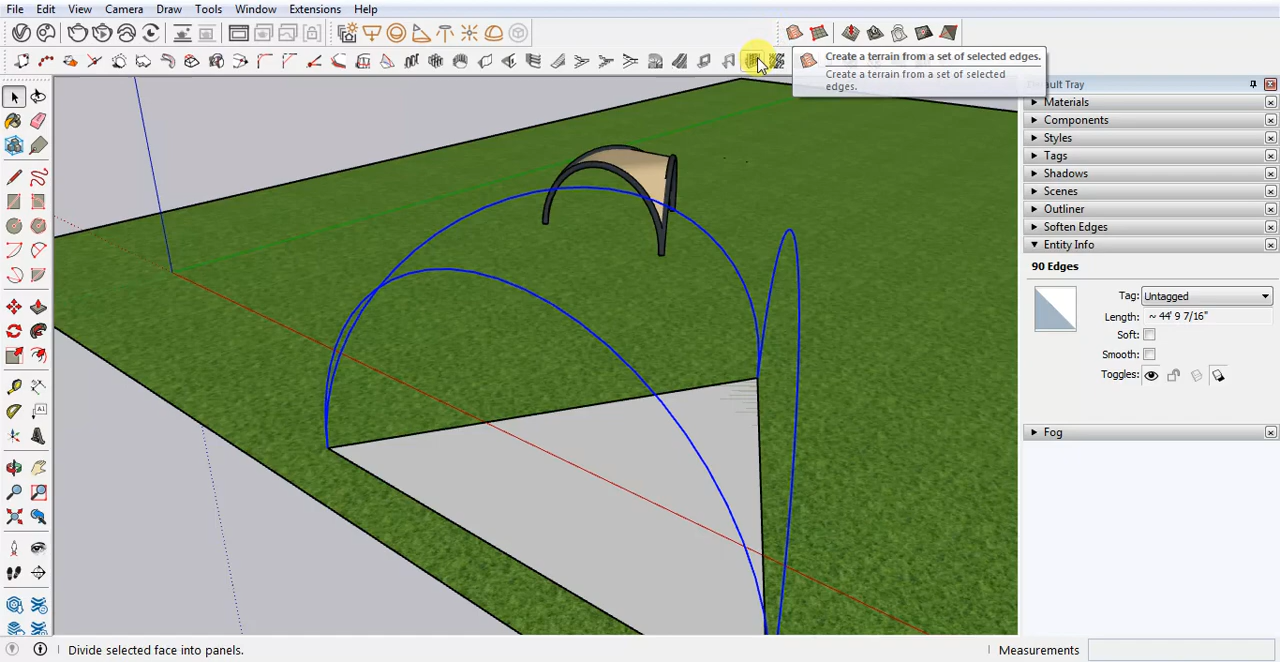 File Edit View Camera Draw Tools Window Extensions Help
Create a terrain from a set of selected edges.
Create a terrain from a set of selected
edges.
Default Tray
Materials
Components
Styles
Tags
Shadows
Scenes
Outliner
Soften Edges
Entity Info
90 Edges
Tag: Untagged
Length: ~ 44' 9 7/16"
Soft:
Smooth:
Toggles:
Fog
Divide selected face into panels.
Measurements